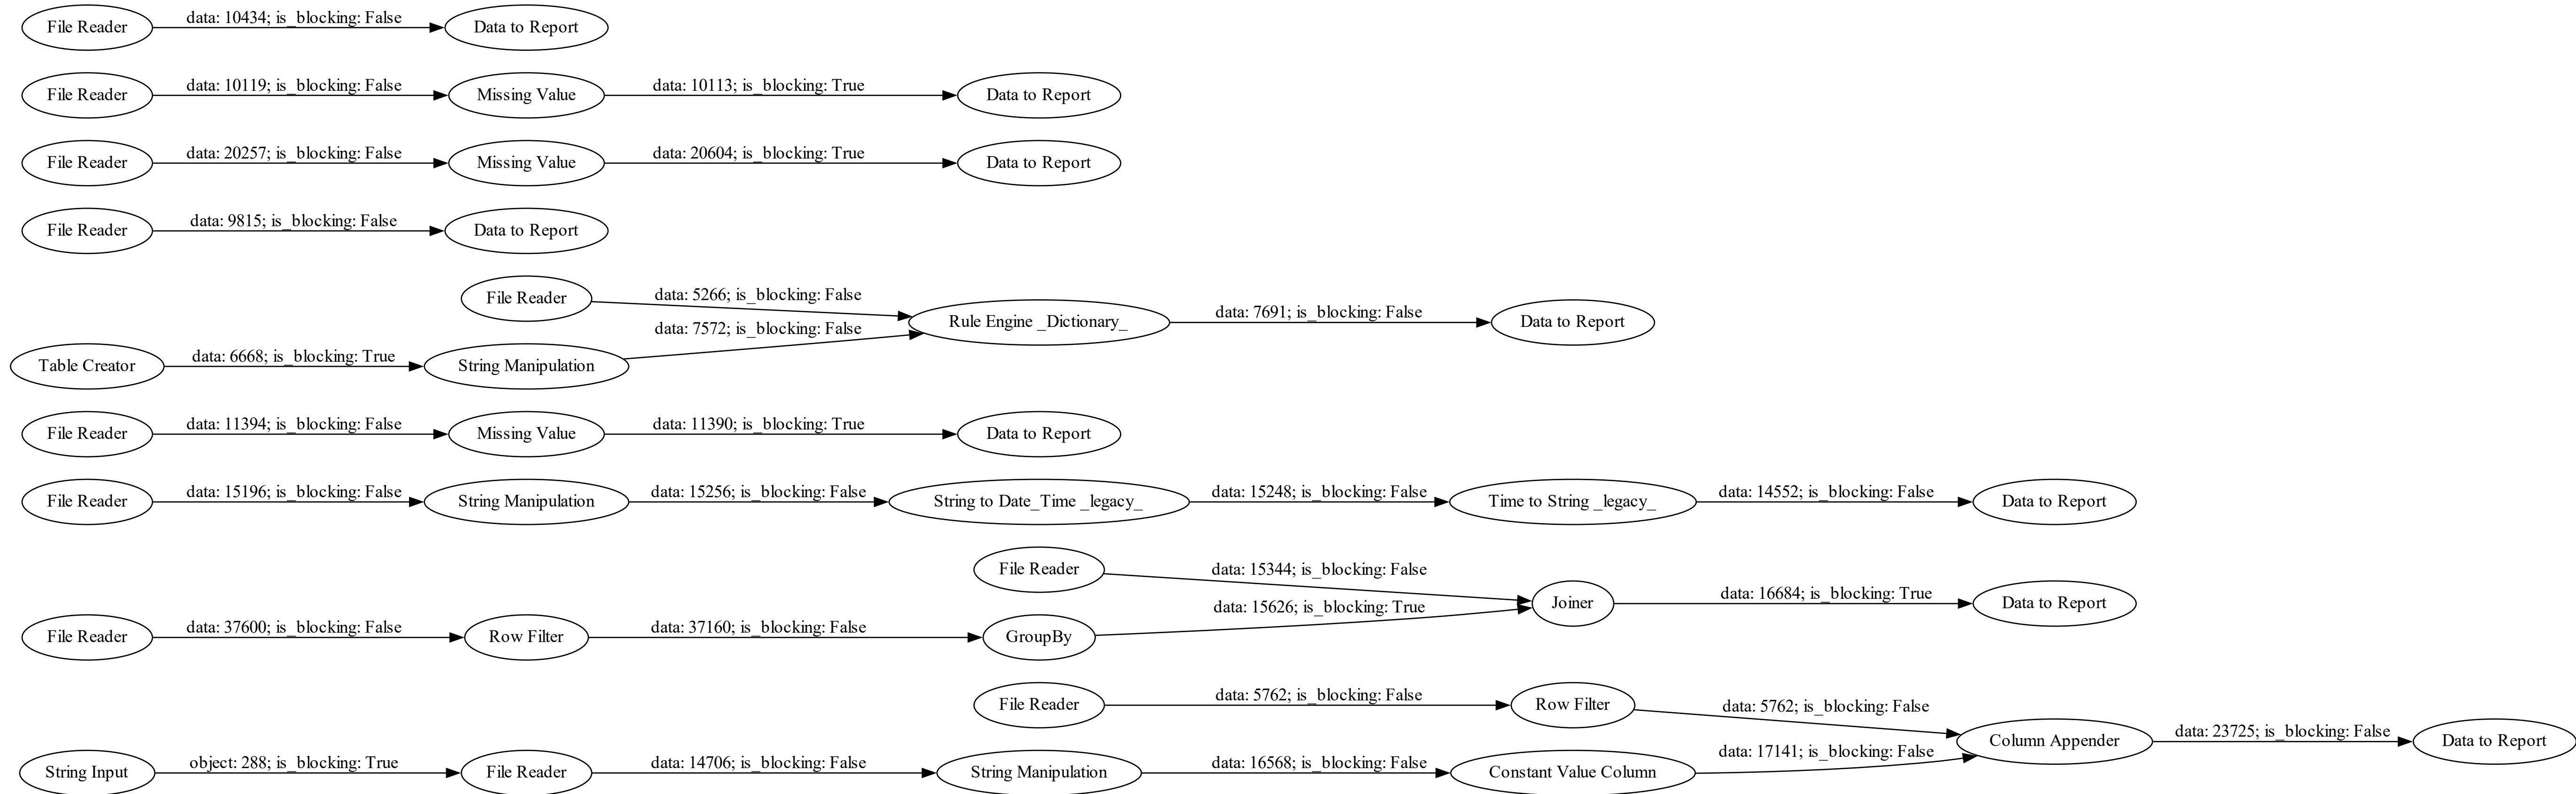 File Reader data: 10434; is_blocking: False Data to Report
File Reader data: 10119; is_blocking: False Missing Value data: 10113; is_blocking: True Data to Report
File Reader data: 20257; is_blocking: False Missing Value data: 20604; is_blocking: True Data to Report
File Reader data: 9815; is_blocking: False Data to Report
File Reader data: 5266; is_blocking: False
Rule Engine _Dictionary_ data: 7691; is_blocking: False Data to Report
Table Creator data: 6668; is_blocking: True String Manipulation data: 7572; is_blocking: False
File Reader data: 11394; is_blocking: False Missing Value data: 11390; is_blocking: True Data to Report
File Reader data: 15196; is_blocking: False String Manipulation data: 15256; is_blocking: False String to Date_Time _legacy_ data: 15248; is_blocking: False Time to String _legacy_ data: 14552; is_blocking: False Data to Report
File Reader data: 15344; is_blocking: False
Joiner data: 16684; is_blocking: True Data to Report
File Reader data: 37600; is_blocking: False Row Filter data: 37160; is_blocking: False GroupBy data: 15626; is_blocking: True
File Reader data: 5762; is_blocking: False Row Filter data: 5762; is_blocking: False
Column Appender data: 23725; is_blocking: False Data to Report
String Input object: 288; is_blocking: True File Reader data: 14706; is_blocking: False String Manipulation data: 16568; is_blocking: False Constant Value Column data: 17141; is_blocking: False